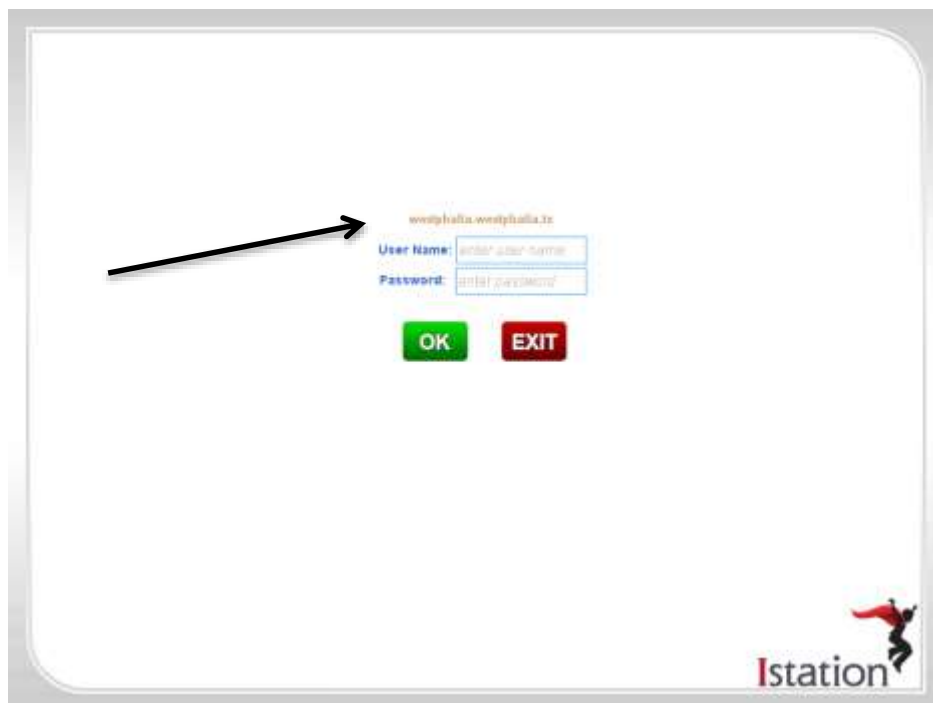 westphalia.westphalia.tx
User Name: enter user name
Password: enter password
OK EXIT
Istation